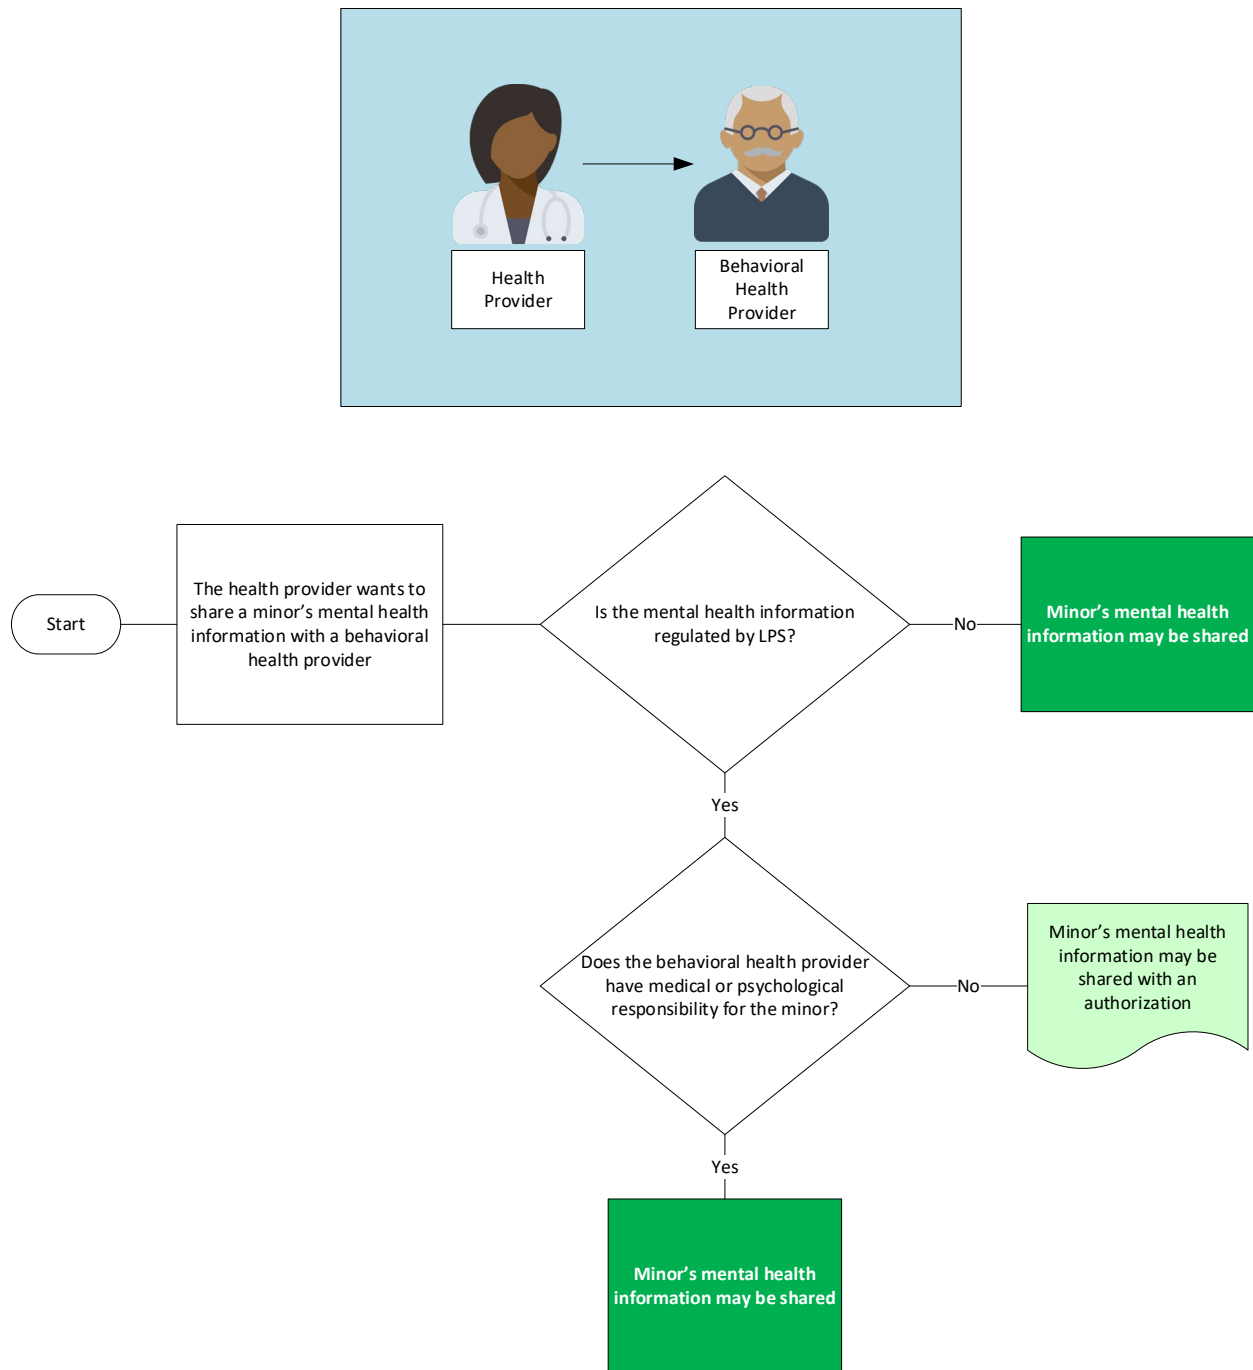 Health
Provider
Behavioral
Health
Provider
Start
The health provider wants to
share a minor’s mental health
information with a behavioral
health provider
Is the mental health information
regulated by LPS?
No
Minor’s mental health
information may be shared
Yes
Does the behavioral health provider
have medical or psychological
responsibility for the minor?
No
Minor’s mental health
information may be
shared with an
authorization
Yes
Minor’s mental health
information may be shared